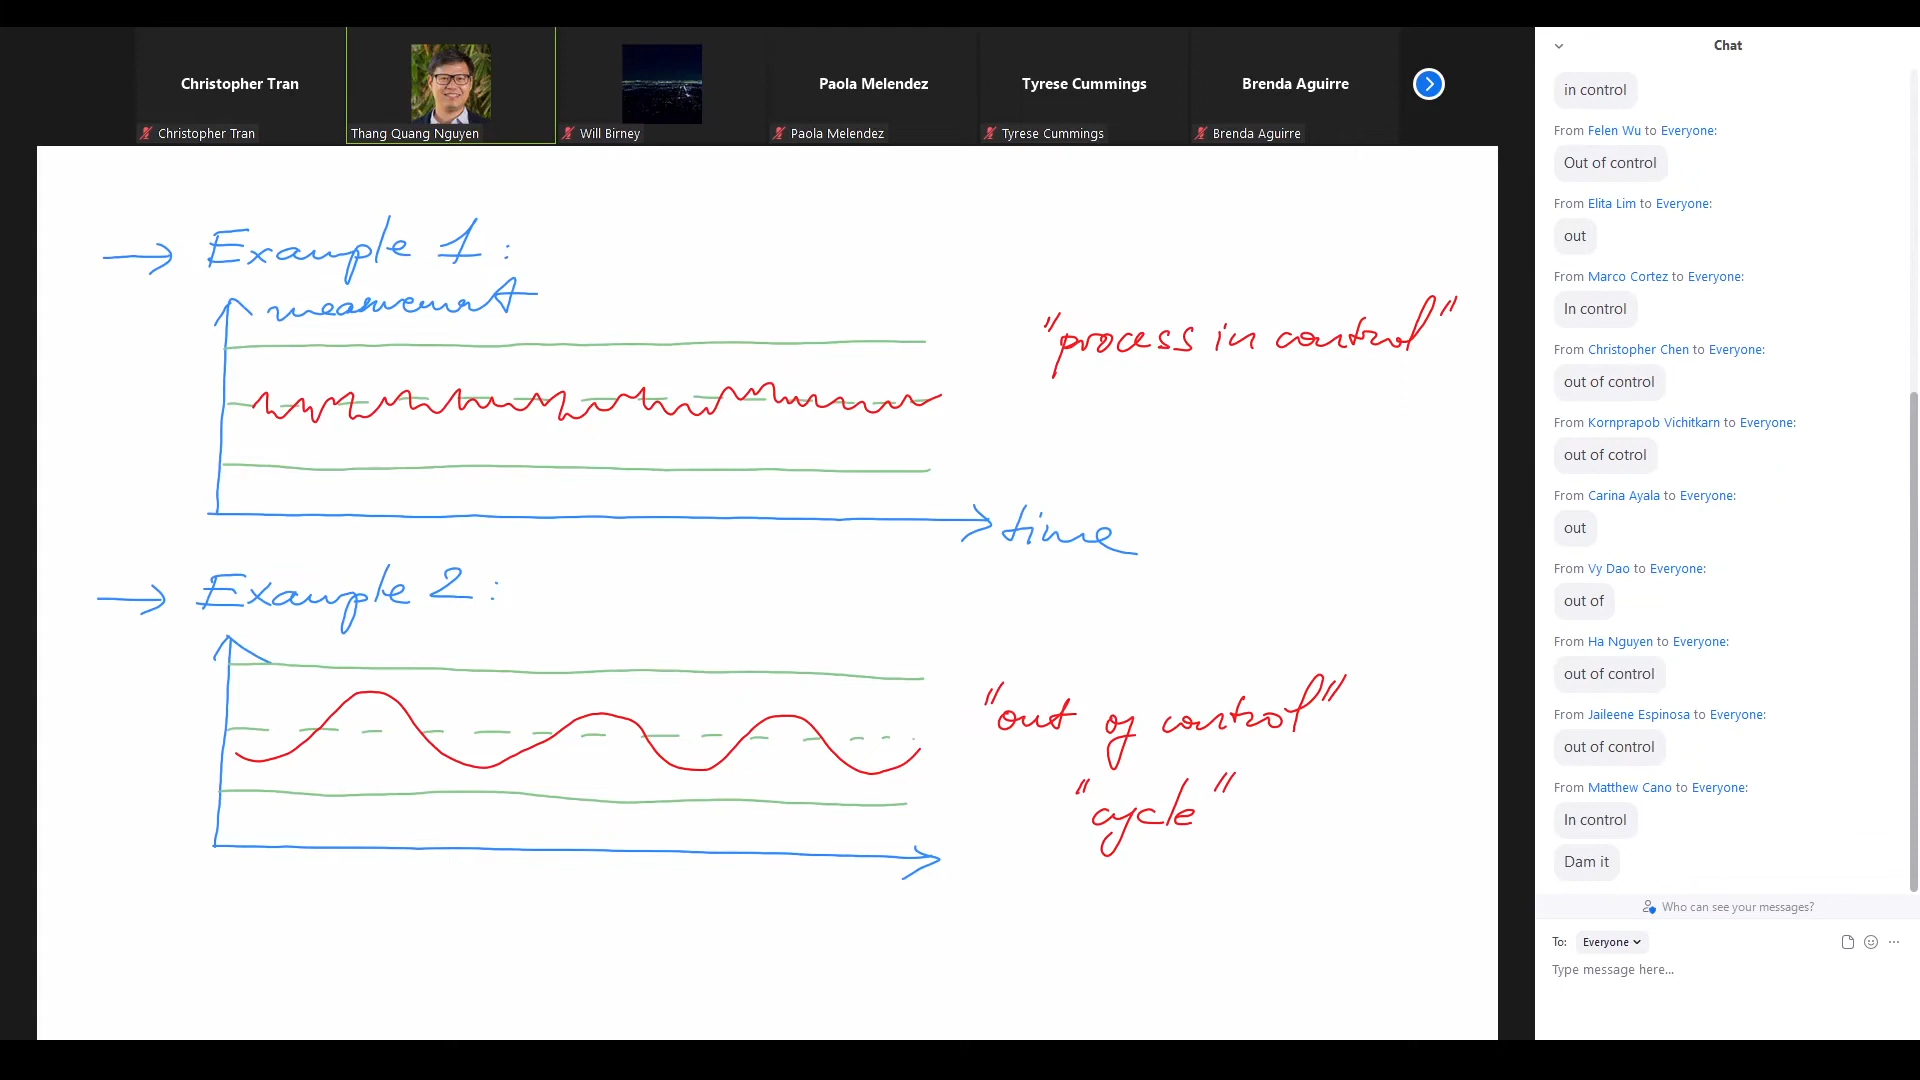 Christopher Tran
Paola Melendez
Tyrese Cummings
Brenda Aguirre
Christopher Tran
Thang Quang Nguyen
Will Birney
Paola Melendez
Tyrese Cummings
Brenda Aguirre
→ Example 1:
measurement
"process in control"
time
→ Example 2:
"out of control"
"cycle"
Chat
in control
From Felen Wu to Everyone:
Out of control
From Elita Lim to Everyone:
out
From Marco Cortez to Everyone:
In control
From Christopher Chen to Everyone:
out of control
From Kornprapob Vichitkarn to Everyone:
out of cotrol
From Carina Ayala to Everyone:
out
From Vy Dao to Everyone:
out of
From Ha Nguyen to Everyone:
out of control
From Jaileene Espinosa to Everyone:
out of control
From Matthew Cano to Everyone:
In control
Dam it
Who can see your messages?
To: Everyone
Type message here...